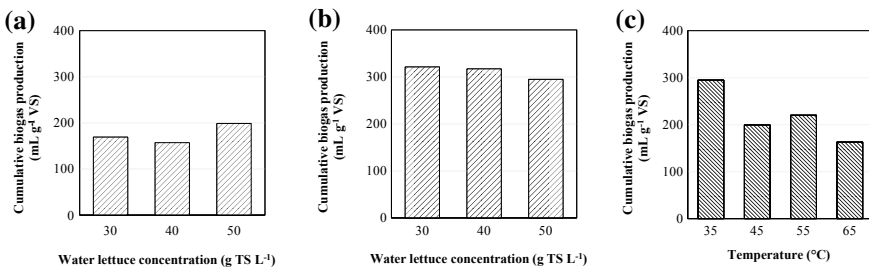 (a)
Cumulative biogas production
(mL g-1 VS)
400
300
200
100
0
30 40 50
Water lettuce concentration (g TS L-1)
(b)
Cumulative biogas production
(mL g-1 VS)
400
300
200
100
0
30 40 50
Water lettuce concentration (g TS L-1)
(c)
Cumulative biogas production
(mL g-1 VS)
400
300
200
100
0
35 45 55 65
Temperature (°C)